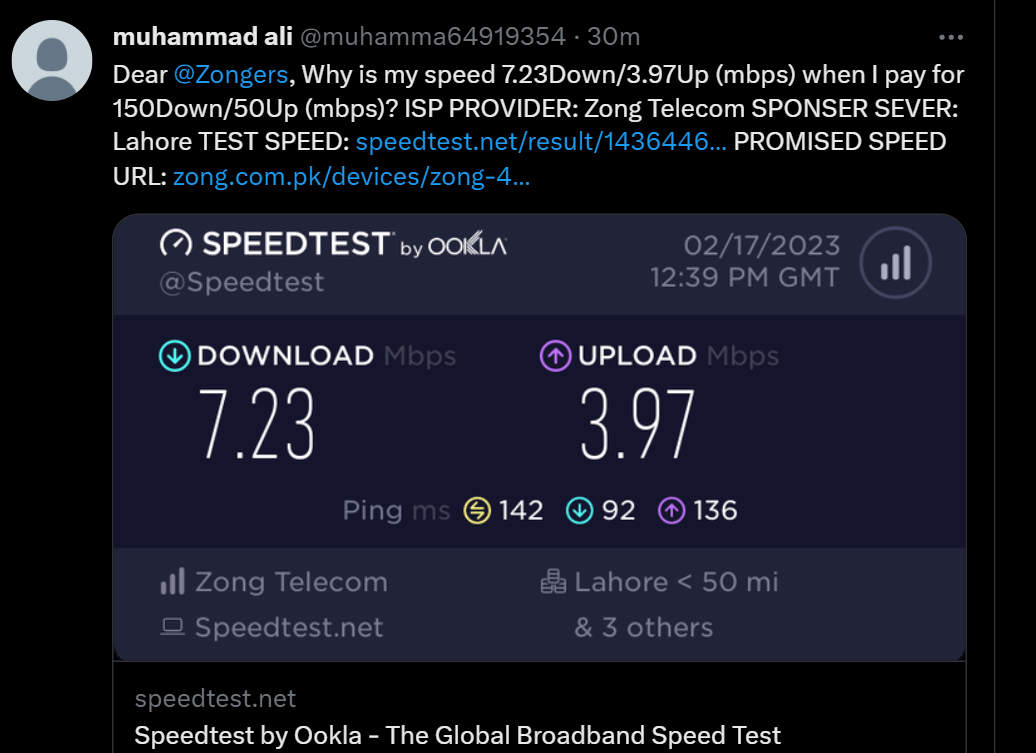 muhammad ali @muhamma64919354 · 30m
Dear @Zongers, Why is my speed 7.23Down/3.97Up (mbps) when I pay for
150Down/50Up (mbps)? ISP PROVIDER: Zong Telecom SPONSER SEVER:
Lahore TEST SPEED: speedtest.net/result/1436446... PROMISED SPEED
URL: zong.com.pk/devices/zong-4...
SPEEDTEST by OOKLA
@Speedtest
02/17/2023
12:39 PM GMT
DOWNLOAD Mbps
7.23
UPLOAD Mbps
3.97
Ping ms 142 92 136
Zong Telecom
Lahore < 50 mi
Speedtest.net
& 3 others
speedtest.net
Speedtest by Ookla - The Global Broadband Speed Test